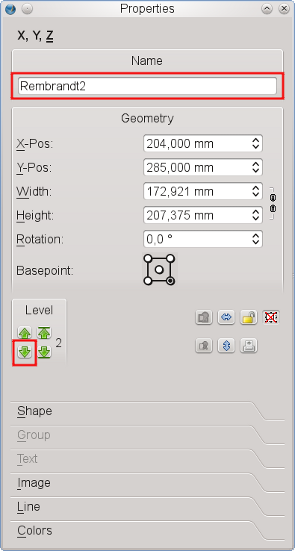 Properties
X, Y, Z
Name
Rembrandt2
Geometry
X-Pos: 204,000 mm
Y-Pos: 285,000 mm
Width: 172,921 mm
Height: 207,375 mm
Rotation: 0,0 °
Basepoint:
Level
2
Shape
Group
Text
Image
Line
Colors